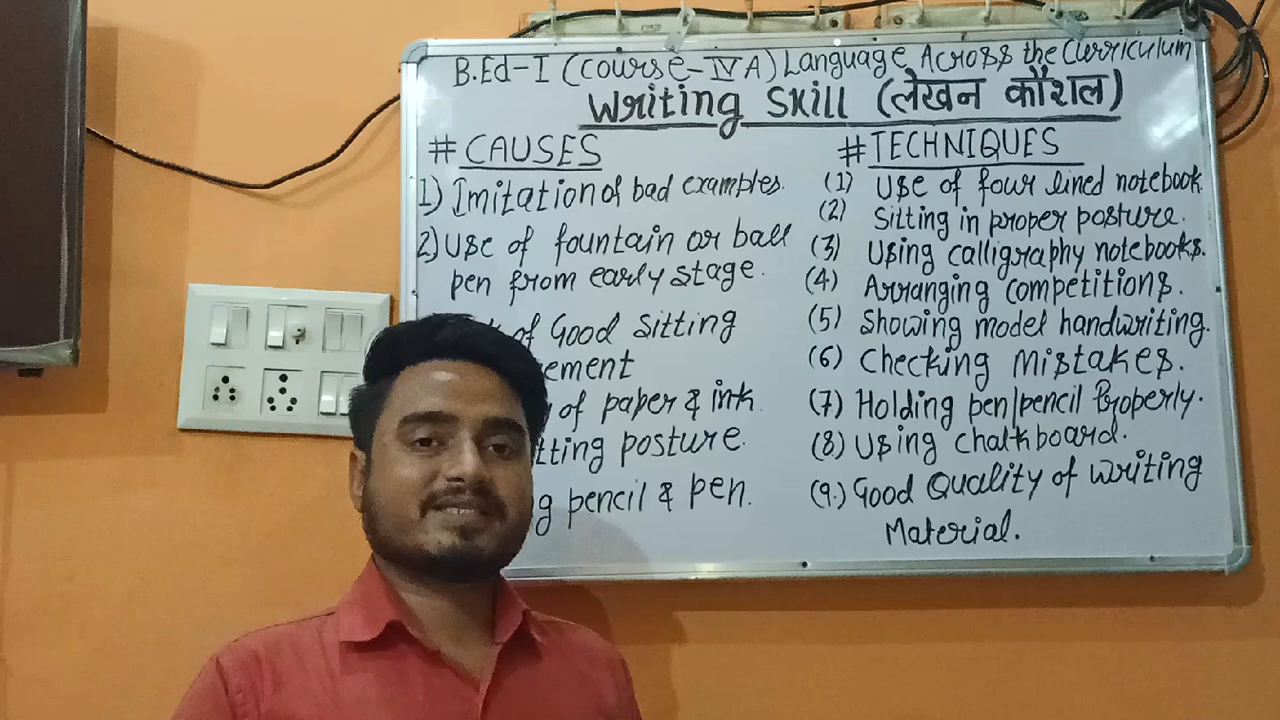 B.Ed-I (Course-IV A) Language Across the Curriculum
Writing Skill (लेखन कौशल)
# CAUSES
1) Imitation of bad examples.
2) Use of fountain or ball
pen from early stage.
of Good Sitting
of paper & ink.
posture.
pencil & pen.
# TECHNIQUES
(1) Use of four lined notebook.
(2) Sitting in proper posture.
(3) Using calligraphy notebooks.
(4) Arranging competitions.
(5) Showing model handwriting.
(6) Checking Mistakes.
(7) Holding pen/pencil Properly.
(8) Using Chalkboard.
(9.) Good Quality of writing
Material.